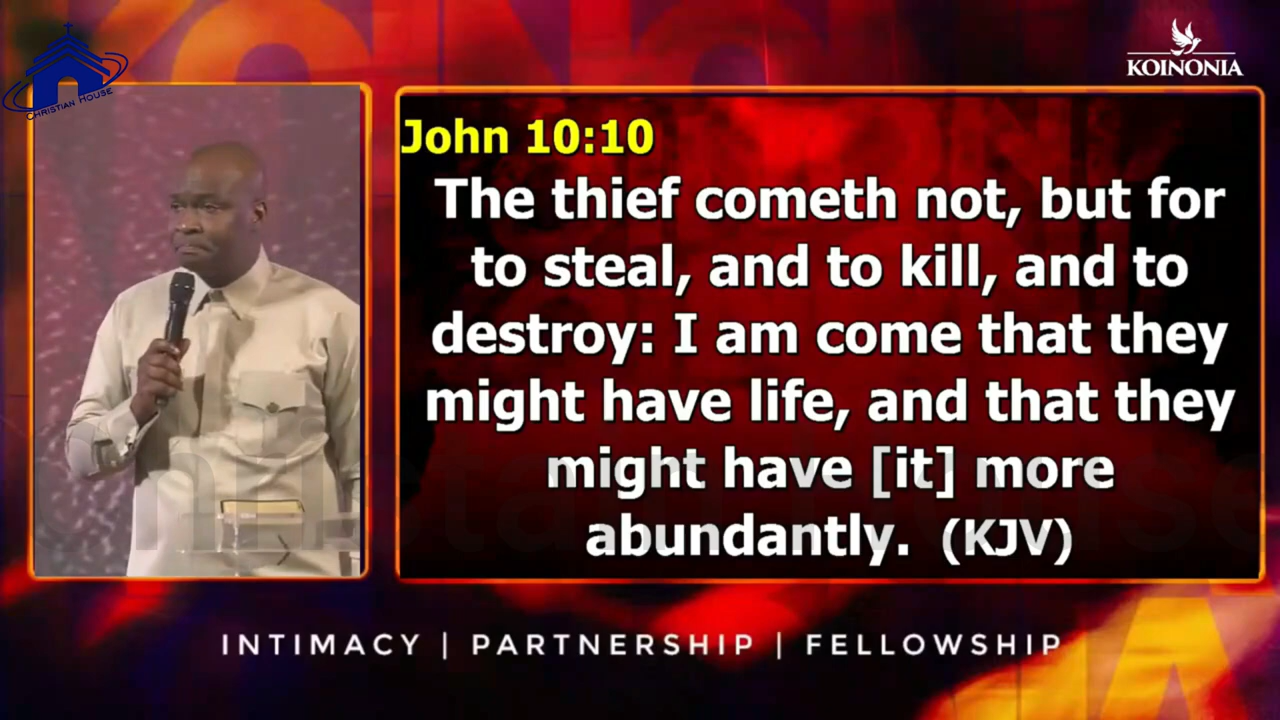 CHRISTIAN HOUSE
KOINONIA
John 10:10
The thief cometh not, but for
to steal, and to kill, and to
destroy: I am come that they
might have life, and that they
might have [it] more
abundantly. (KJV)
INTIMACY | PARTNERSHIP | FELLOWSHIP